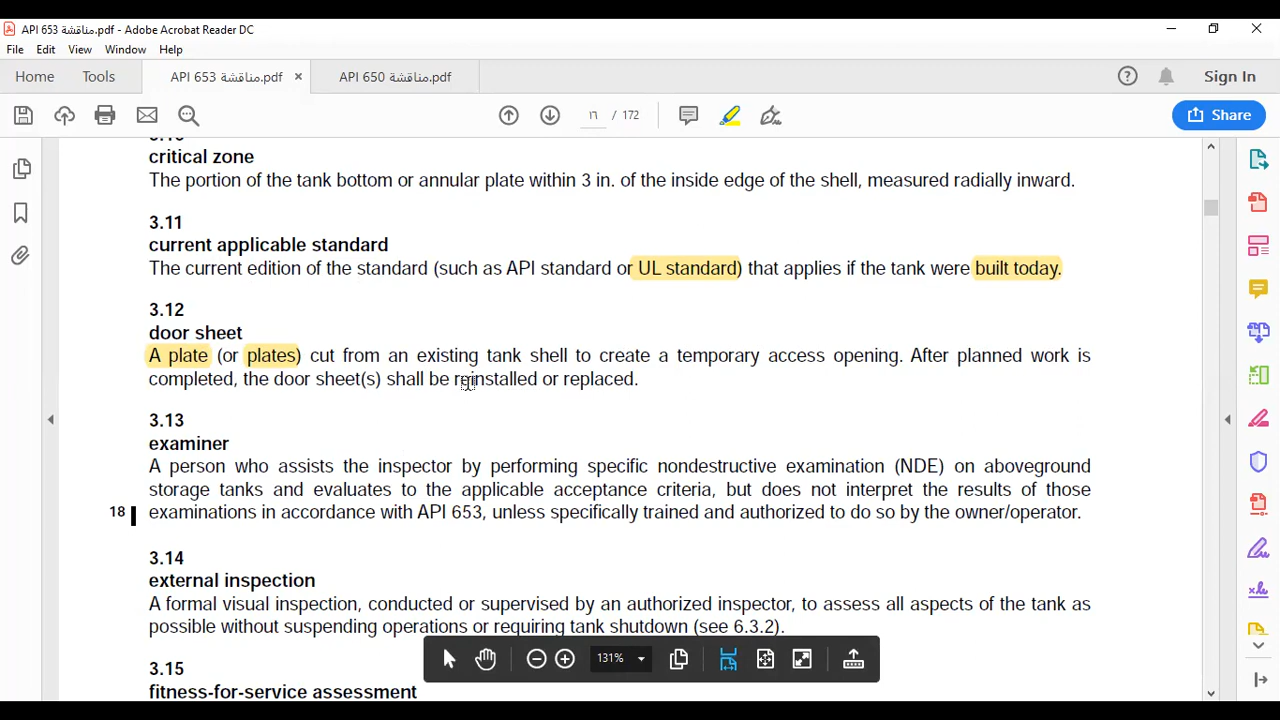 API 653 مناقشة.pdf - Adobe Acrobat Reader DC
File Edit View Window Help
Home Tools API 653 مناقشة.pdf × API 650 مناقشة.pdf Sign In
١٦ / 172 Share
critical zone
The portion of the tank bottom or annular plate within 3 in. of the inside edge of the shell, measured radially inward.
3.11
current applicable standard
The current edition of the standard (such as API standard or UL standard) that applies if the tank were built today.
3.12
door sheet
A plate (or plates) cut from an existing tank shell to create a temporary access opening. After planned work is
completed, the door sheet(s) shall be reinstalled or replaced.
3.13
examiner
A person who assists the inspector by performing specific nondestructive examination (NDE) on aboveground
storage tanks and evaluates to the applicable acceptance criteria, but does not interpret the results of those
18 examinations in accordance with API 653, unless specifically trained and authorized to do so by the owner/operator.
3.14
external inspection
A formal visual inspection, conducted or supervised by an authorized inspector, to assess all aspects of the tank as
possible without suspending operations or requiring tank shutdown (see 6.3.2).
131%
3.15
fitness-for-service assessment